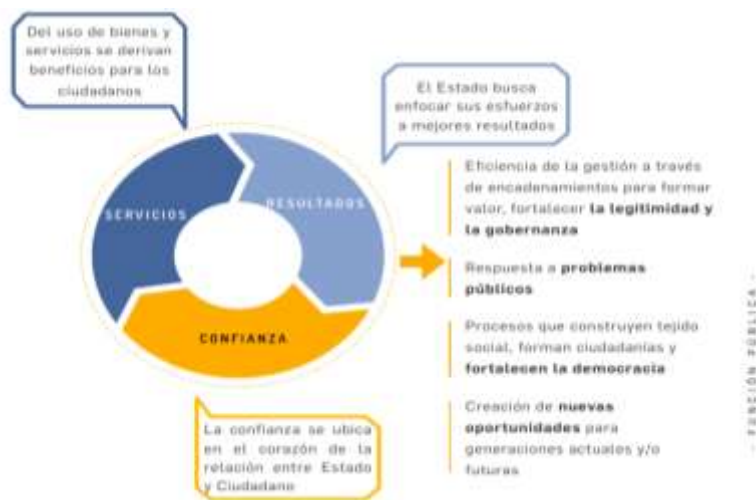 Del uso de bienes y
servicios se derivan
beneficios para los
ciudadanos
El Estado busca
enfocar sus esfuerzos
a mejores resultados
SERVICIOS
RESULTADOS
CONFIANZA
La confianza se ubica
en el corazón de la
relación entre Estado
y Ciudadano
Eficiencia de la gestión a través
de encadenamientos para formar
valor, fortalecer la legitimidad y
la gobernanza
Respuesta a problemas
públicos
Procesos que construyen tejido
social, forman ciudadanías y
fortalecen la democracia
Creación de nuevas
oportunidades para
generaciones actuales y/o
futuras
- FUNCIÓN PÚBLICA -